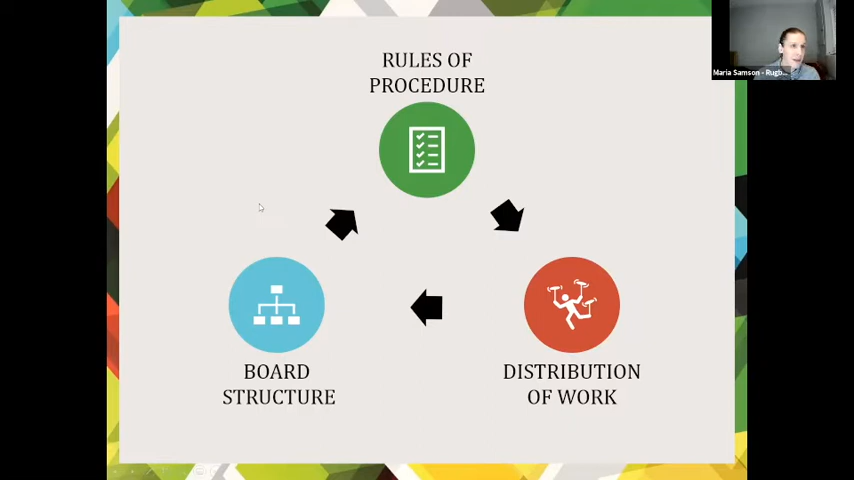 RULES OF
PROCEDURE
Maria Samson - Rugb...
BOARD
STRUCTURE
DISTRIBUTION
OF WORK